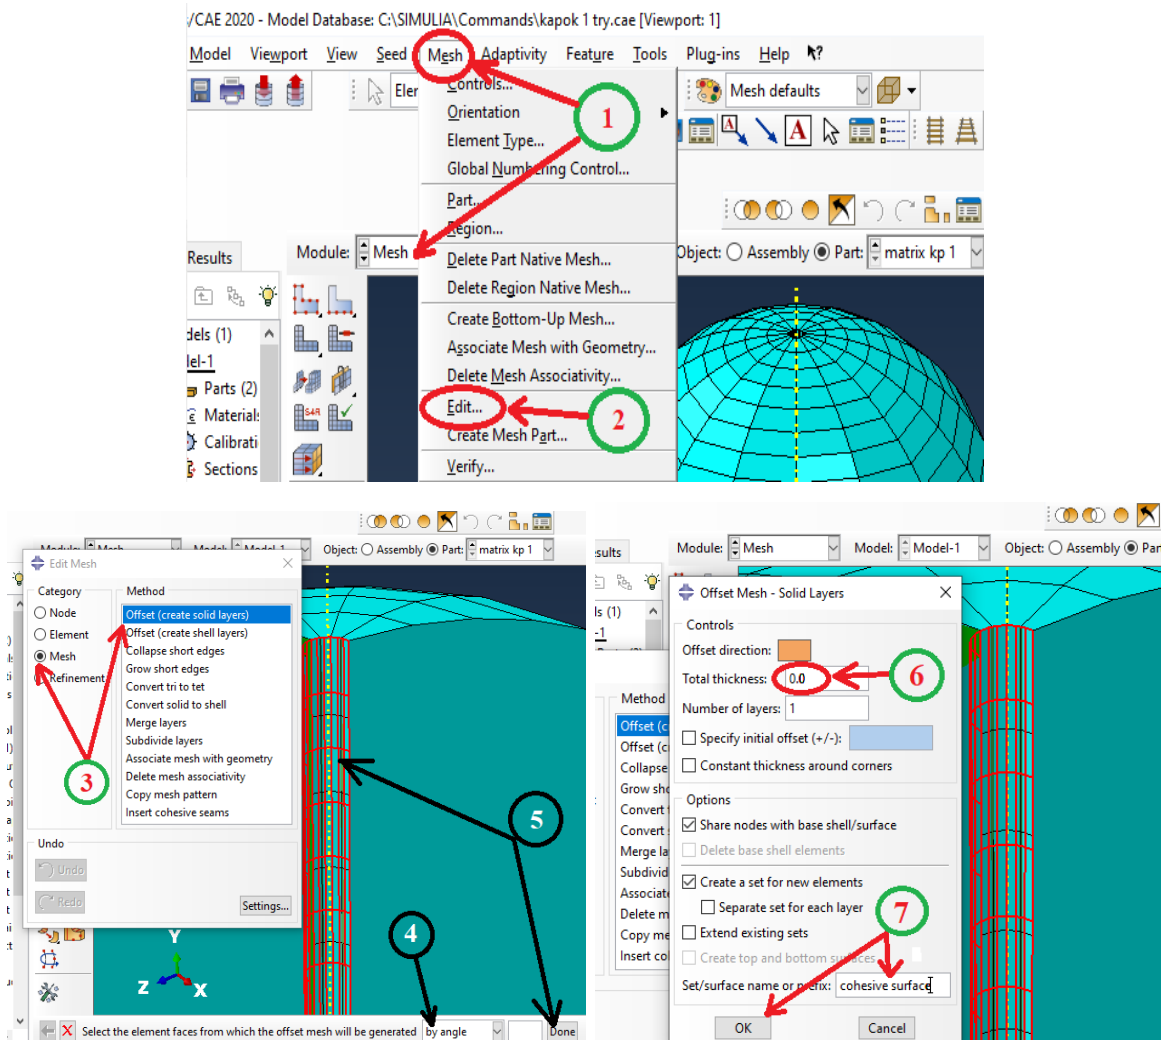 /CAE 2020 - Model Database: C:\SIMULIA\Commands\kapok 1 try.cae [Viewport: 1]
Model Viewport View Seed Mesh Adaptivity Feature Tools Plug-ins Help
Mesh defaults
Controls...
Orientation
1
Element Type...
Global Numbering Control...
Part...
Region...
Results
Module: Mesh
Object: Assembly Part: matrix kp 1
Delete Part Native Mesh...
Delete Region Native Mesh...
Create Bottom-Up Mesh...
Associate Mesh with Geometry...
Delete Mesh Associativity...
Parts (2)
Edit...
2
Create Mesh Part...
Sections
Verify...
Object: Assembly Part: matrix kp 1
Edit Mesh
Category
Node
Element
Mesh
Refinement
Method
Offset (create solid layers)
Offset (create shell layers)
Collapse short edges
Grow short edges
Convert tri to tet
Convert solid to shell
Merge layers
Subdivide layers
Associate mesh with geometry
Delete mesh associativity
Copy mesh pattern
Insert cohesive seams
3
Undo
Undo
Redo
Settings...
5
4
Y
Z X
Select the element faces from which the offset mesh will be generated by angle Done
Module: Mesh Model: Model-1 Object: Assembly Par
Offset Mesh - Solid Layers
Controls
Offset direction:
Total thickness: 0.0
6
Number of layers: 1
Specify initial offset (+/-):
Constant thickness around corners
Options
Share nodes with base shell/surface
Delete base shell elements
Create a set for new elements
Separate set for each layer
7
Extend existing sets
Create top and bottom surfaces
Set/surface name or prefix: cohesive surface
OK Cancel
Method